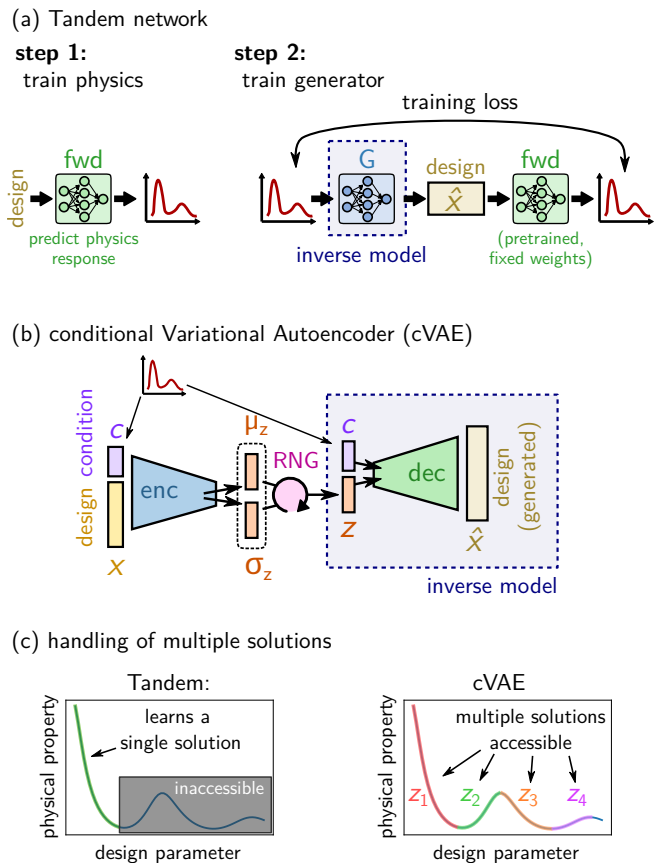 (a) Tandem network
step 1:
train physics
step 2:
train generator
training loss
design
fwd
predict physics
response
G
inverse model
design
x̂
fwd
(pretrained,
fixed weights)
(b) conditional Variational Autoencoder (cVAE)
condition
c
design
x
enc
μz
σz
RNG
c
z
dec
x̂
design
(generated)
inverse model
(c) handling of multiple solutions
Tandem:
physical property
learns a
single solution
inaccessible
design parameter
cVAE
physical property
multiple solutions
accessible
z1
z2
z3
z4
design parameter